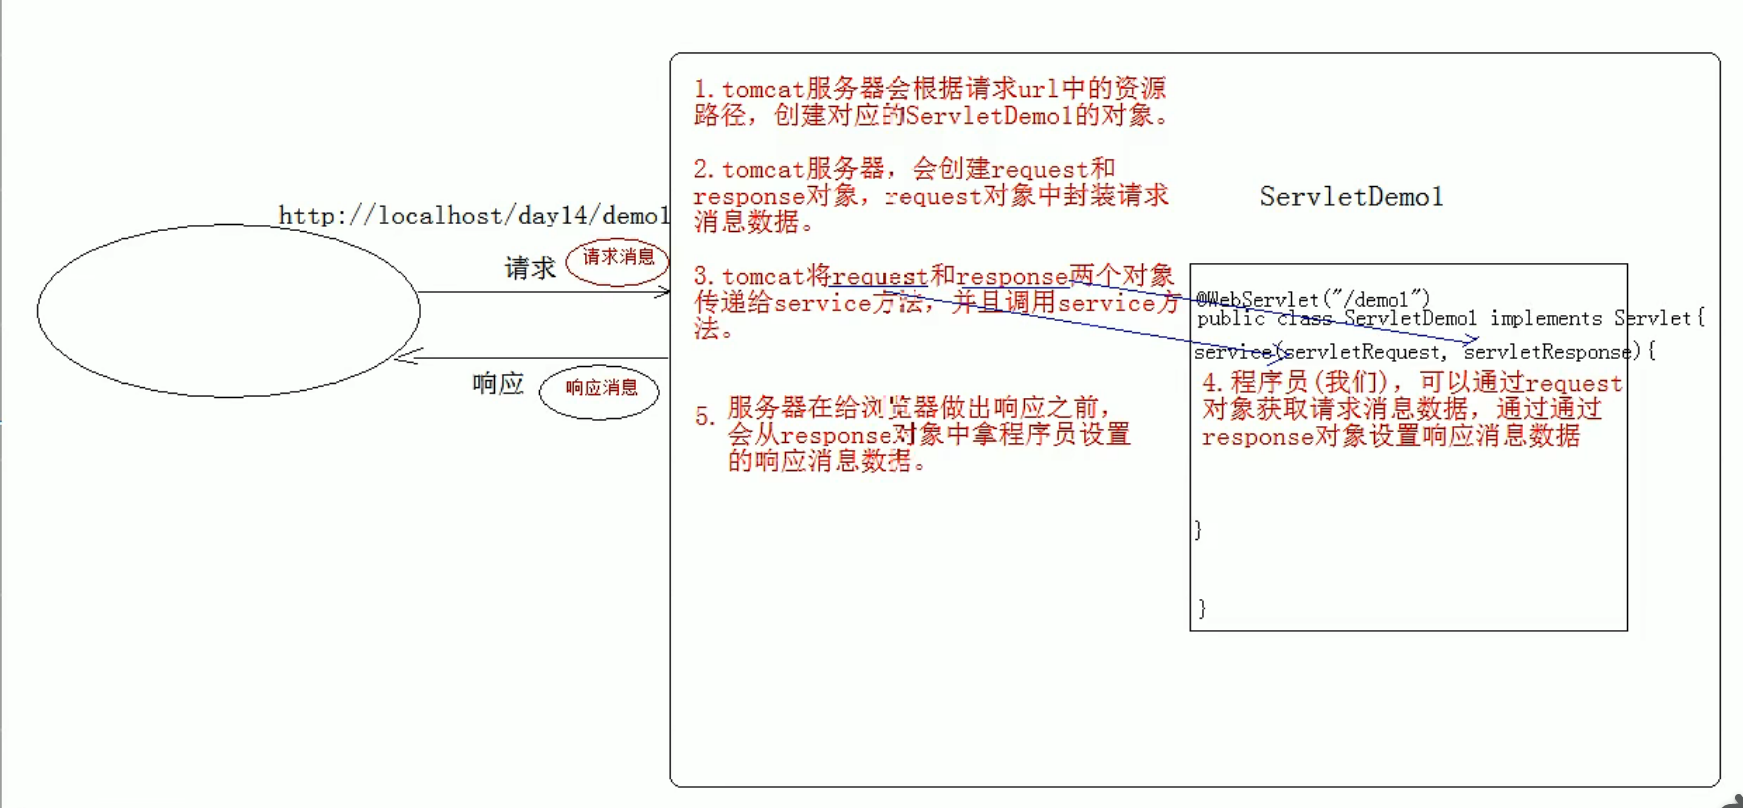 http://localhost/day14/demo1
请求
请求消息
响应
响应消息
1.tomcat服务器会根据请求url中的资源
路径，创建对应的ServletDemo1的对象。
2.tomcat服务器，会创建request和
response对象，request对象中封装请求
消息数据。
3.tomcat将request和response两个对象
传递给service方法，并且调用service方
法。
5.服务器在给浏览器做出响应之前，
会从response对象中拿程序员设置
的响应消息数据。
ServletDemo1
@WebServlet("/demo1")
public class ServletDemo1 implements Servlet{
service(servletRequest, servletResponse){
4.程序员(我们)，可以通过request
对象获取请求消息数据，通过通过
response对象设置响应消息数据
}
}